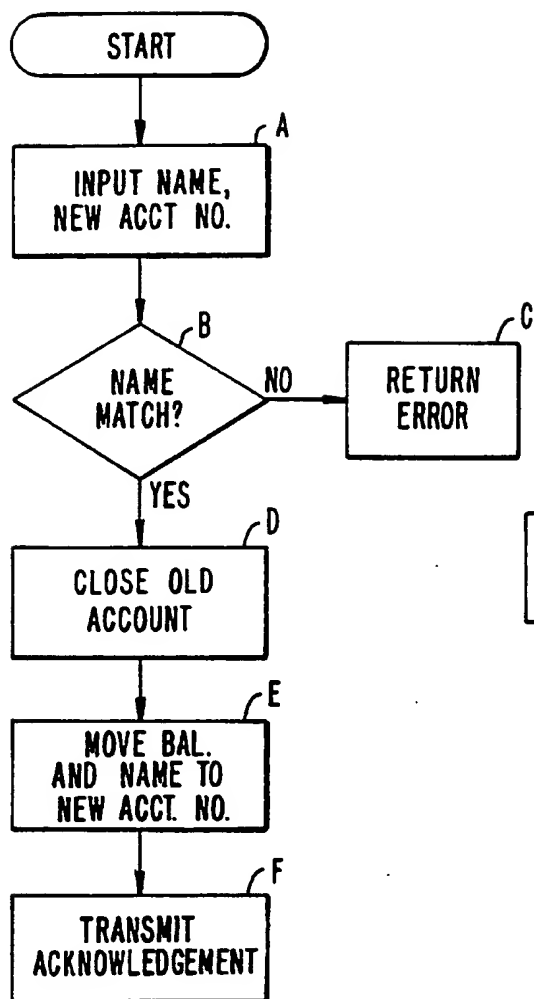 START
A
INPUT NAME,
NEW ACCT NO.
B
NAME
MATCH?
NO
C
RETURN
ERROR
YES
D
CLOSE OLD
ACCOUNT
E
MOVE BAL.
AND NAME TO
NEW ACCT. NO.
F
TRANSMIT
ACKNOWLEDGEMENT